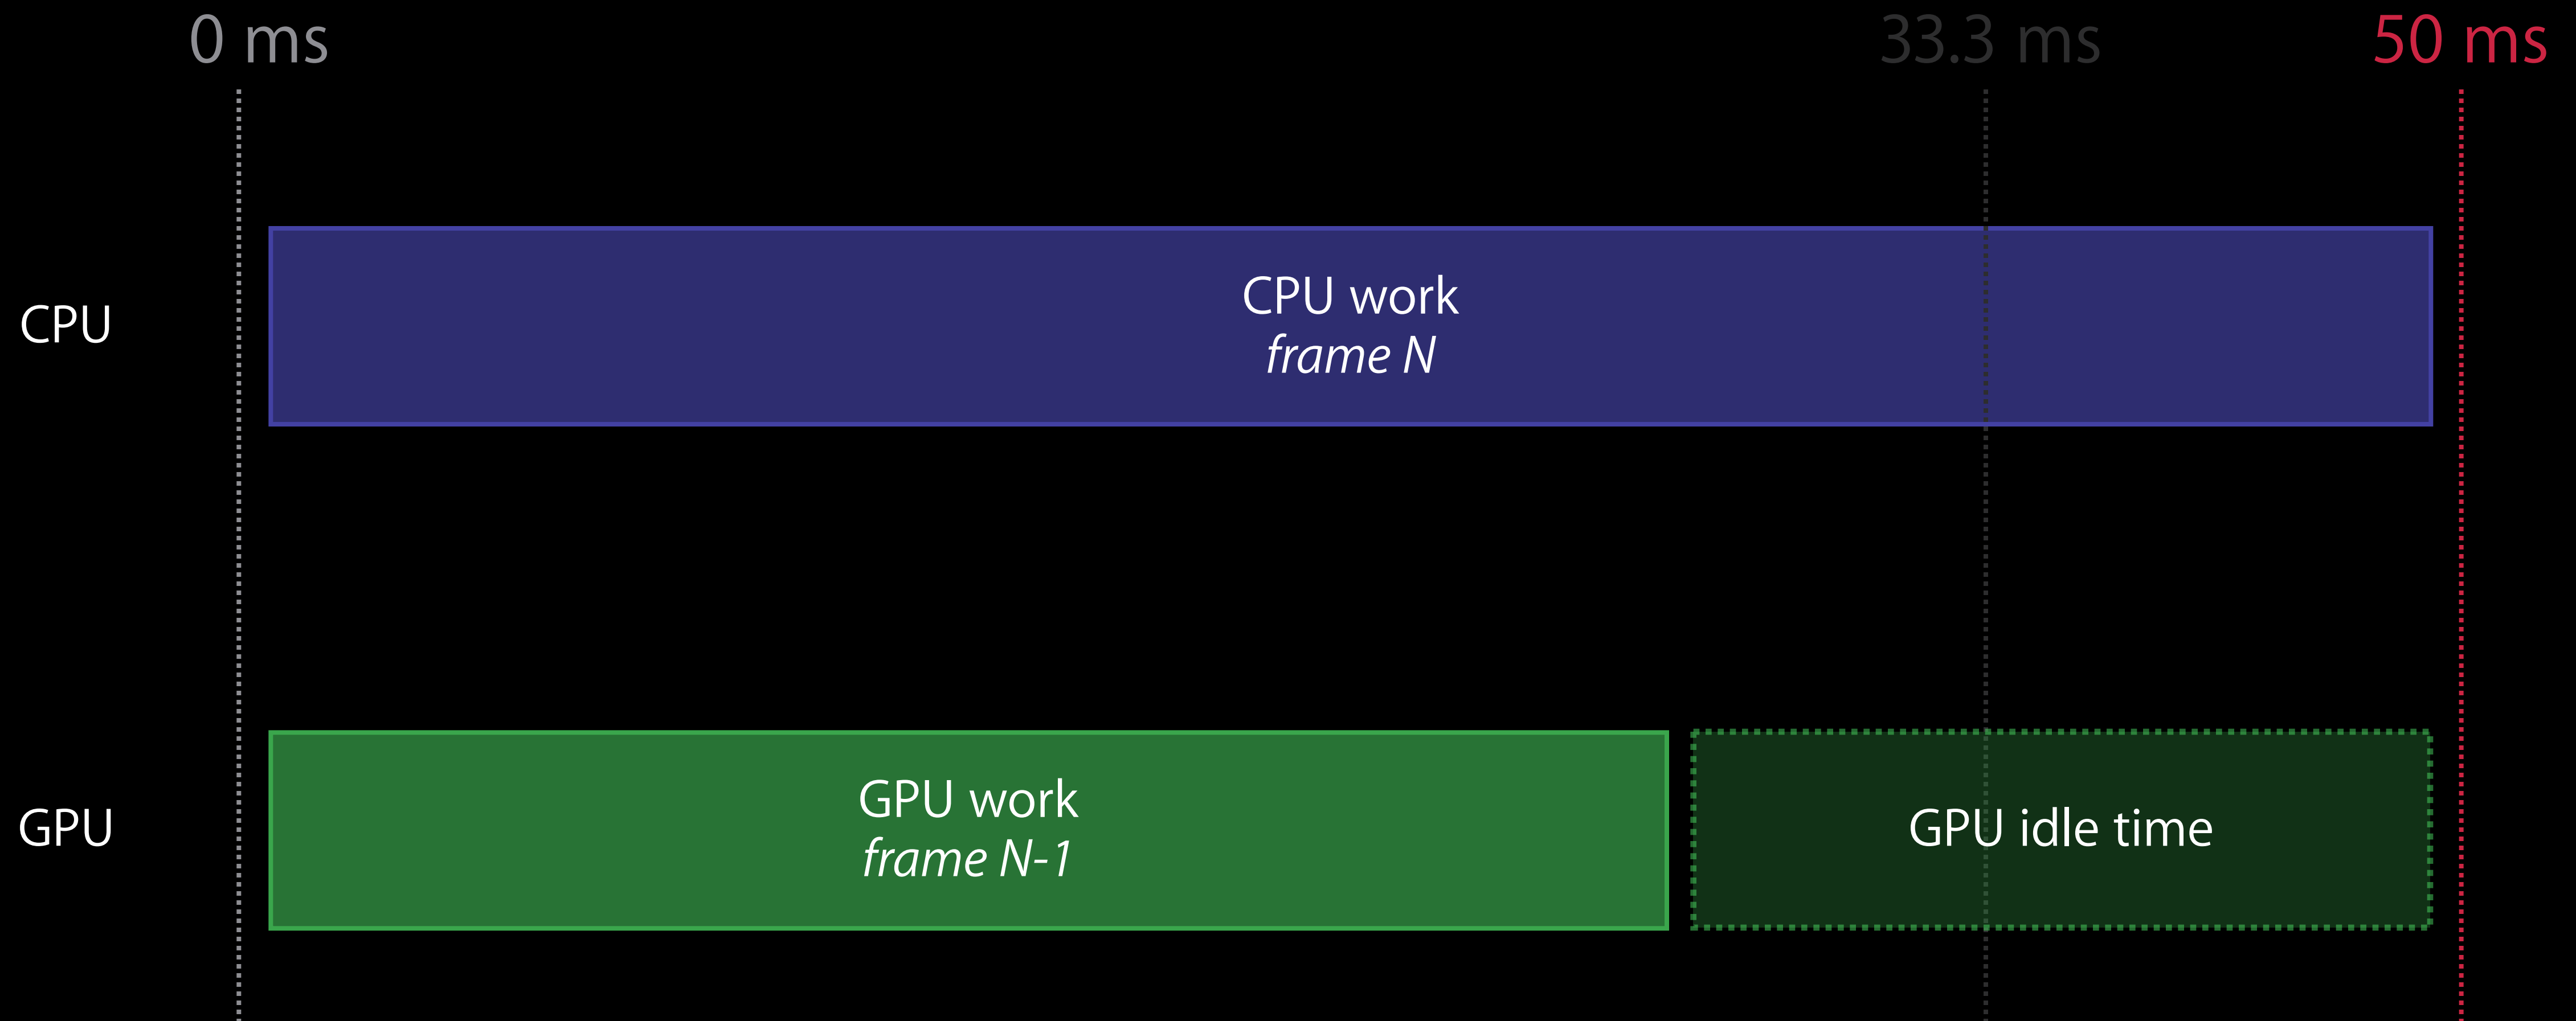 0 ms
33.3 ms
50 ms
CPU
CPU work
frame N
GPU
GPU work
frame N-1
GPU idle time